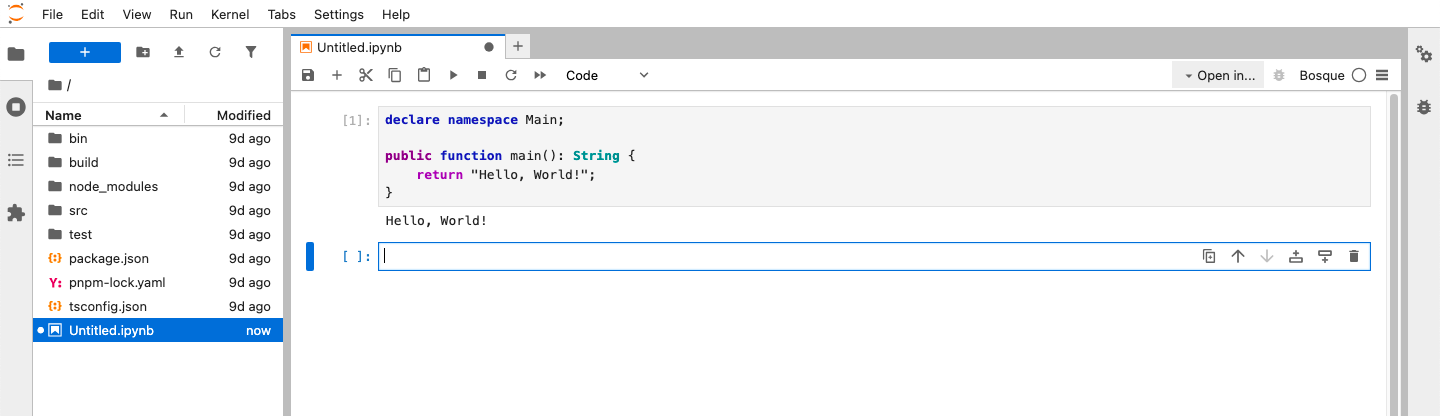 File Edit View Run Kernel Tabs Settings Help
+
/
Name Modified
bin 9d ago
build 9d ago
node_modules 9d ago
src 9d ago
test 9d ago
{:} package.json 9d ago
Y: pnpm-lock.yaml 9d ago
{:} tsconfig.json 9d ago
Untitled.ipynb now
Untitled.ipynb
Code Open in... Bosque
[1]: declare namespace Main;
public function main(): String {
    return "Hello, World!";
}
Hello, World!
[ ]: